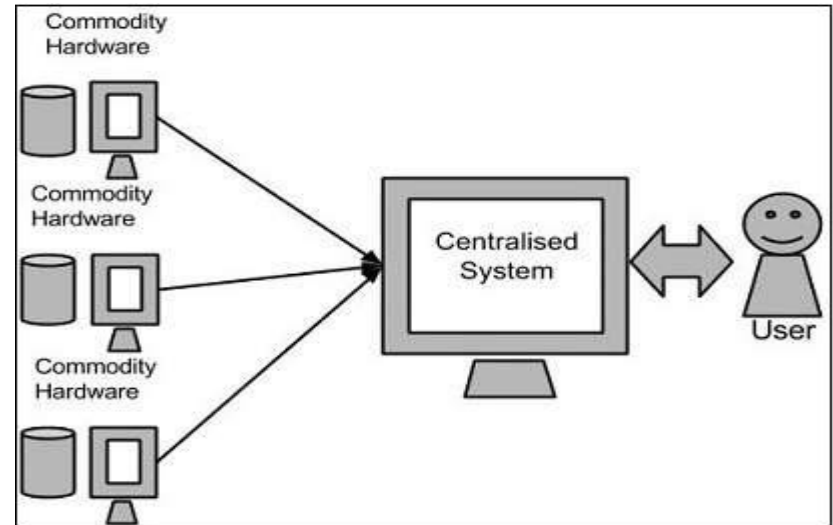 Commodity
Hardware
Commodity
Hardware
Commodity
Hardware
Centralised
System
User